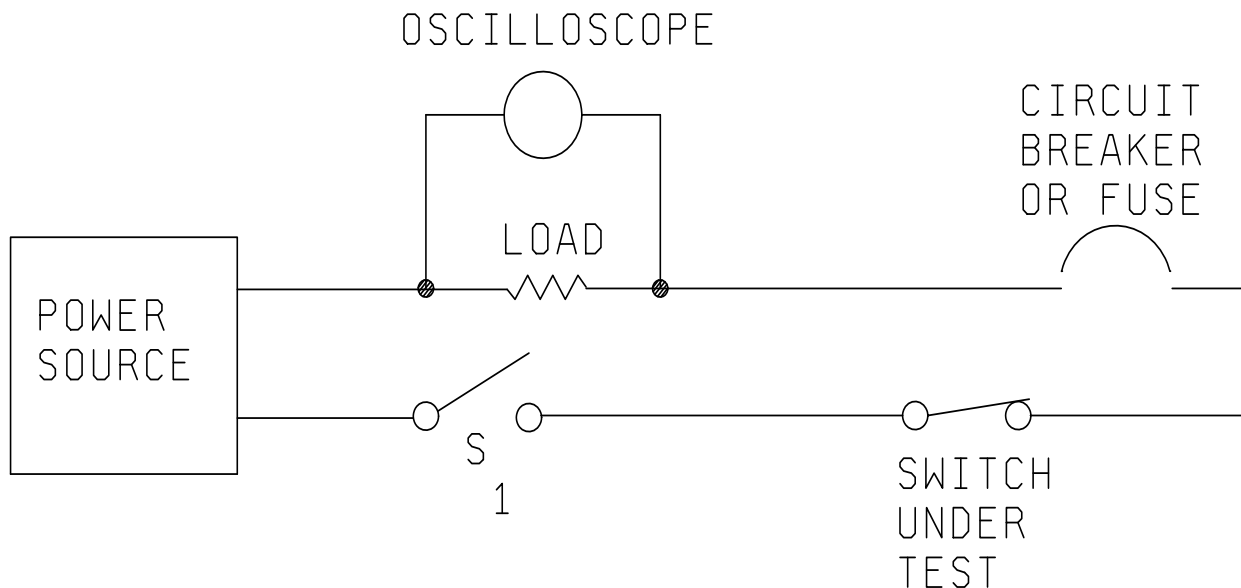 OSCILLOSCOPE
CIRCUIT
BREAKER
OR FUSE
LOAD
POWER
SOURCE
S
1
SWITCH
UNDER
TEST